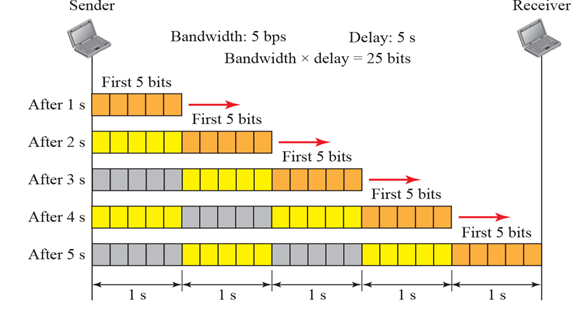 Sender
Receiver
Bandwidth: 5 bps
Delay: 5 s
Bandwidth × delay = 25 bits
First 5 bits
After 1 s
First 5 bits
After 2 s
First 5 bits
After 3 s
First 5 bits
After 4 s
First 5 bits
After 5 s
1 s
1 s
1 s
1 s
1 s